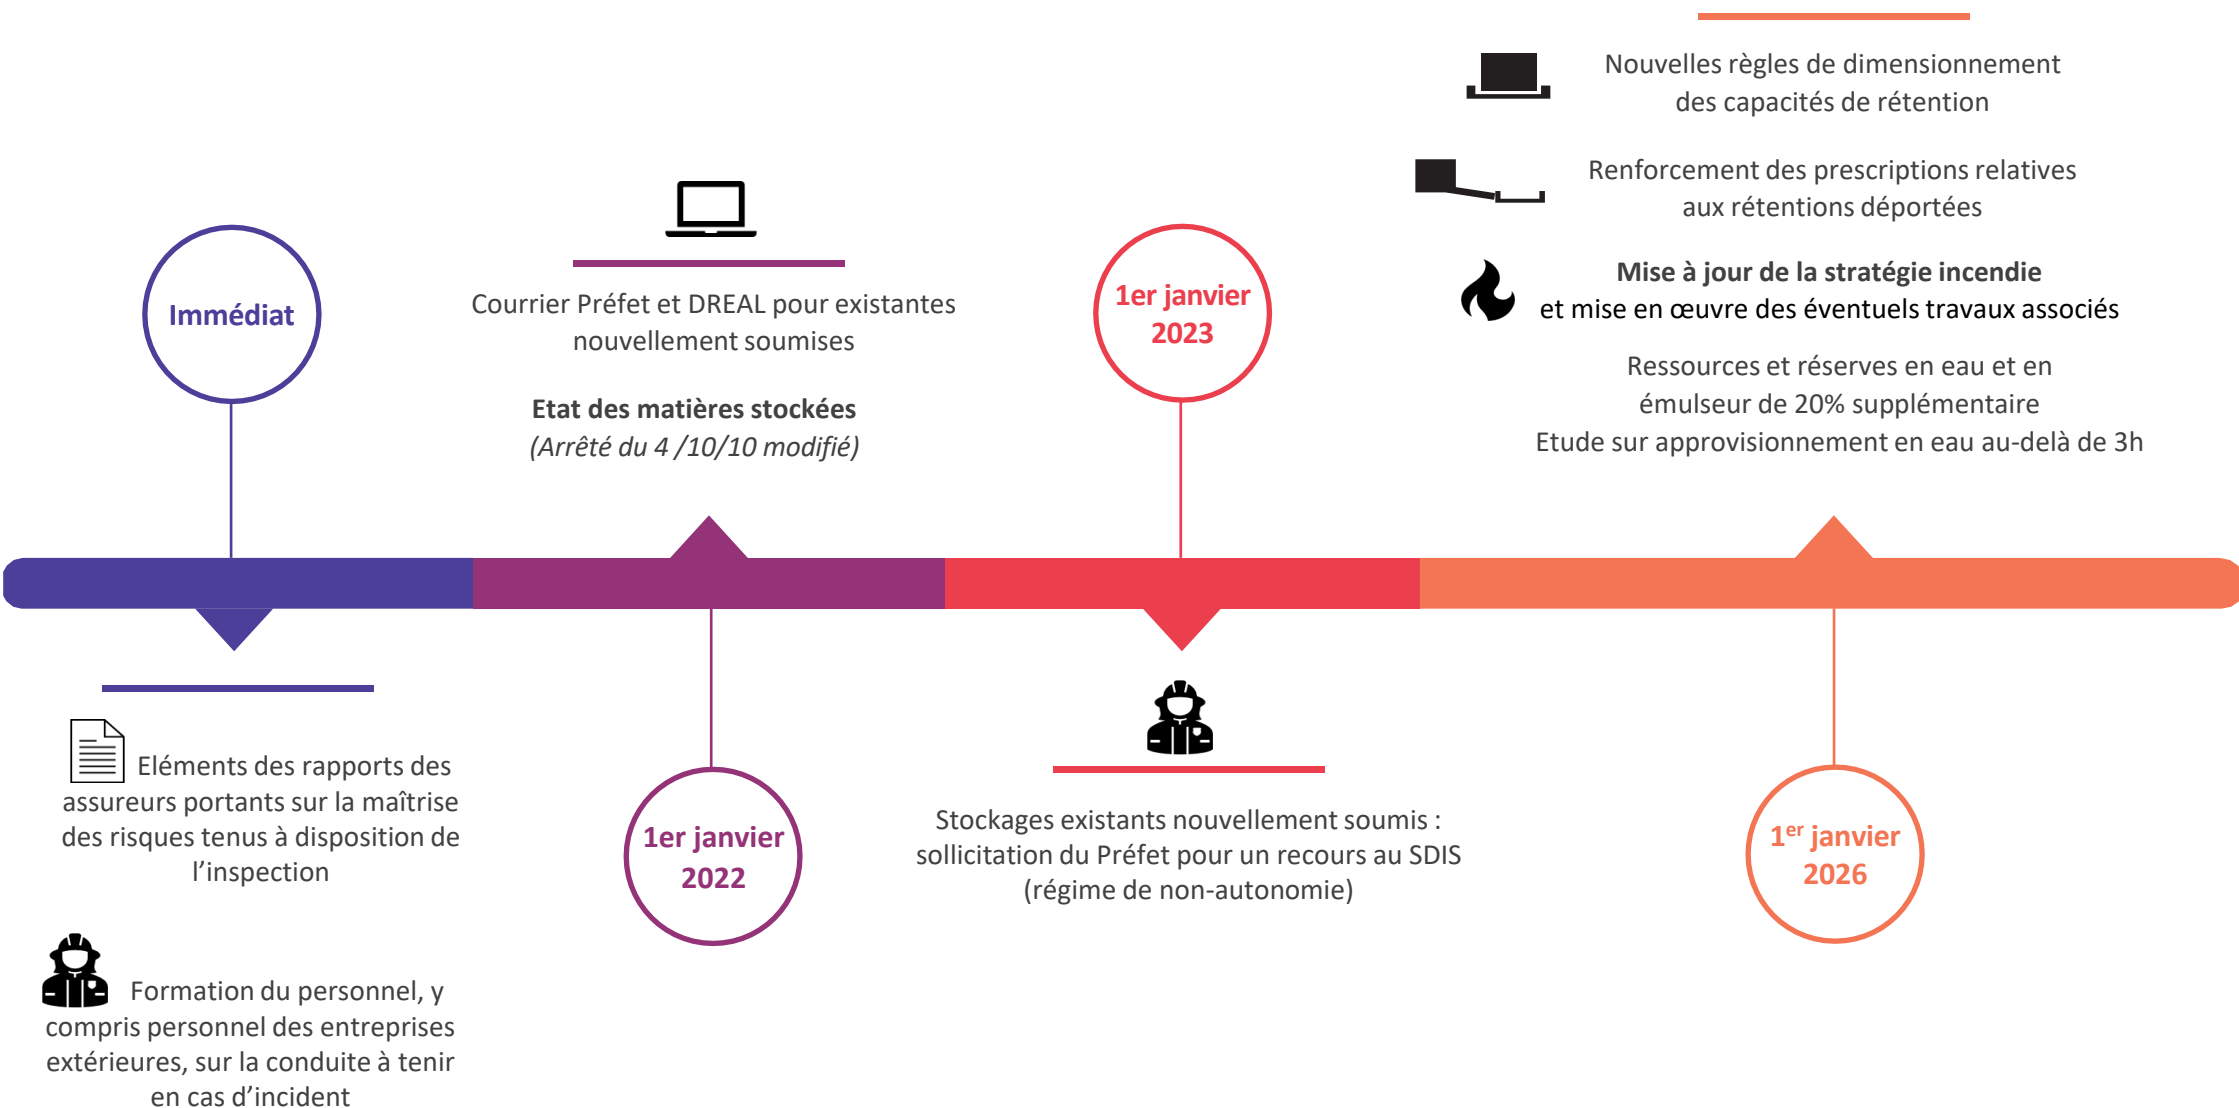 Immédiat
Eléments des rapports des
assureurs portants sur la maîtrise
des risques tenus à disposition de
l’inspection
Formation du personnel, y
compris personnel des entreprises
extérieures, sur la conduite à tenir
en cas d’incident
Courrier Préfet et DREAL pour existantes
nouvellement soumises
Etat des matières stockées
(Arrêté du 4 /10/10 modifié)
1er janvier
2022
1er janvier
2023
Stockages existants nouvellement soumis :
sollicitation du Préfet pour un recours au SDIS
(régime de non-autonomie)
Nouvelles règles de dimensionnement
des capacités de rétention
Renforcement des prescriptions relatives
aux rétentions déportées
Mise à jour de la stratégie incendie
et mise en œuvre des éventuels travaux associés
Ressources et réserves en eau et en
émulseur de 20% supplémentaire
Etude sur approvisionnement en eau au-delà de 3h
1er janvier
2026